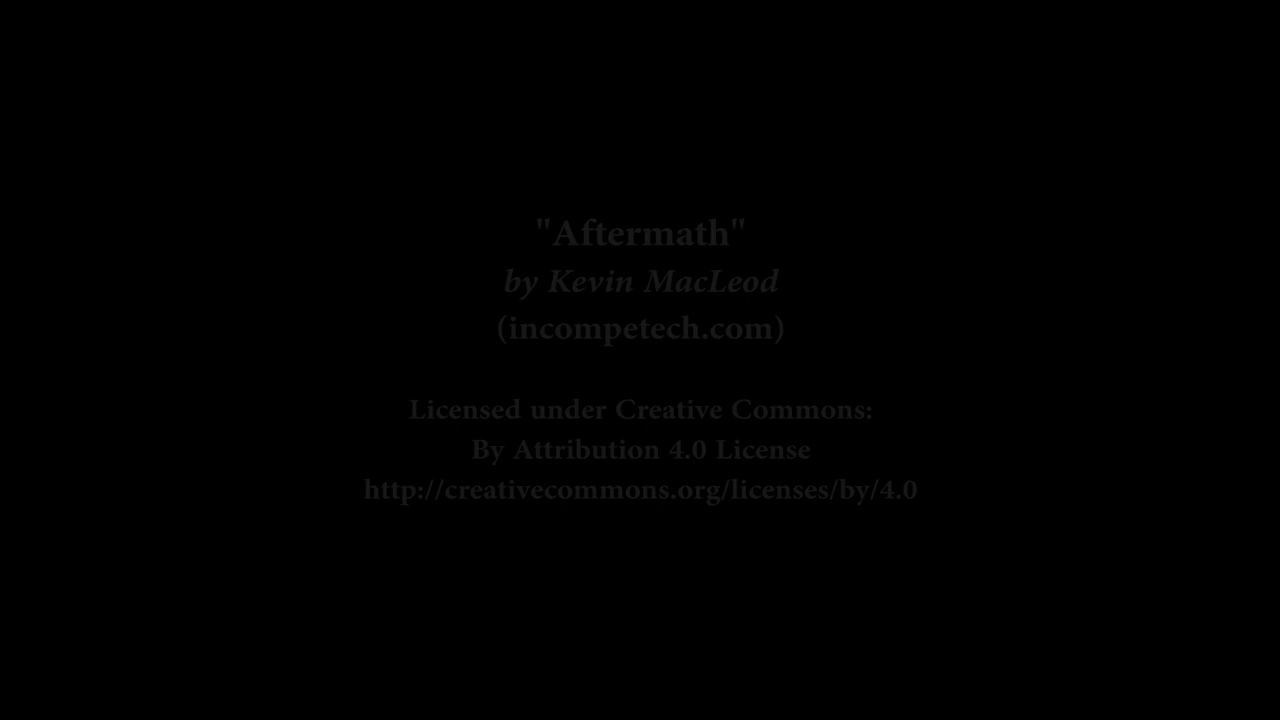 "Aftermath"
by Kevin MacLeod
(incompetech.com)
Licensed under Creative Commons:
By Attribution 4.0 License
http://creativecommons.org/licenses/by/4.0